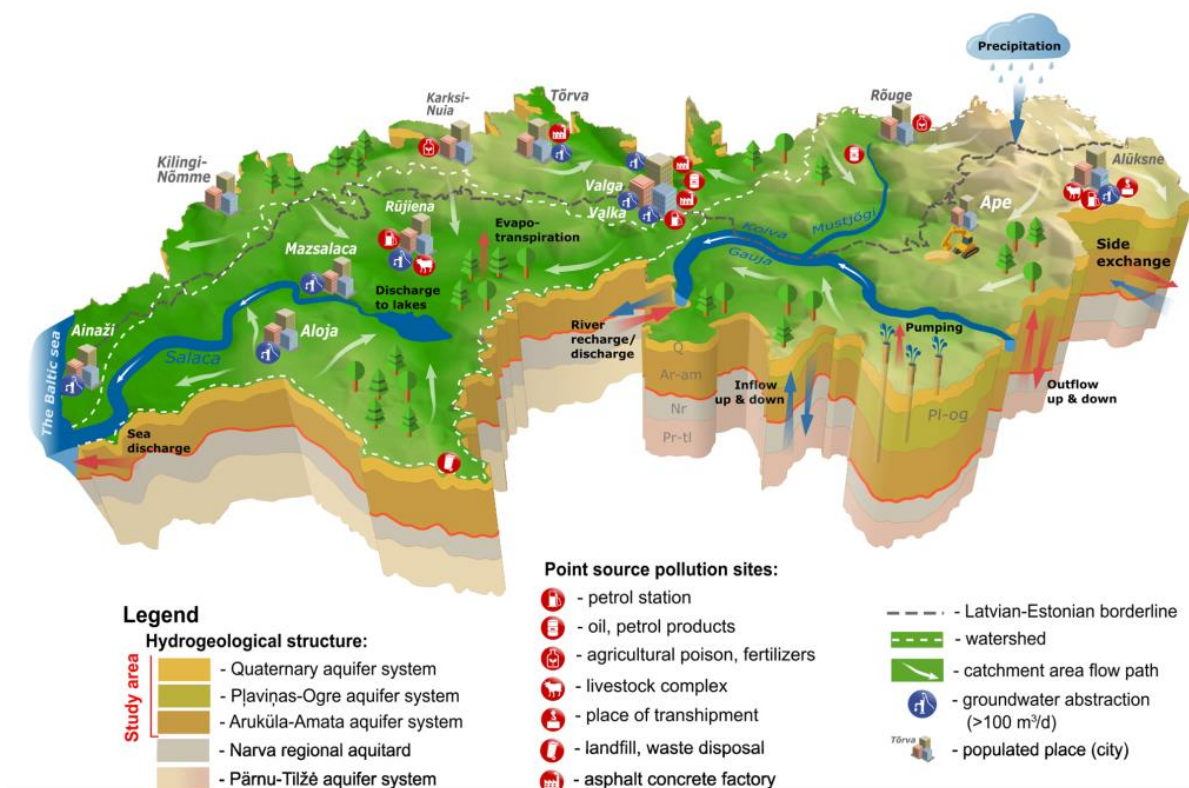 Precipitation
Karksi-
Nuia
Tõrva
Rõuge
Kilingi-
Nõmme
Valga
Valka
Alūksne
Rūjiena
Evapo-
transpiration
Koiva
Gauja
Mustjõgi
Ape
Mazsalaca
Discharge
to lakes
Side
exchange
The Baltic sea
Ainaži
Salaca
Aloja
River
recharge/
discharge
Pumping
Q
Ar-am
Nr
Pr-tl
Inflow
up & down
Pl-og
Outflow
up & down
Sea
discharge
Legend
Hydrogeological structure:
Study area
- Quaternary aquifer system
- Pļaviņas-Ogre aquifer system
- Aruküla-Amata aquifer system
- Narva regional aquitard
- Pärnu-Tilžė aquifer system
Point source pollution sites:
- petrol station
- oil, petrol products
- agricultural poison, fertilizers
- livestock complex
- place of transhipment
- landfill, waste disposal
- asphalt concrete factory
- Latvian-Estonian borderline
- watershed
- catchment area flow path
- groundwater abstraction
(>100 m³/d)
Tõrva
- populated place (city)